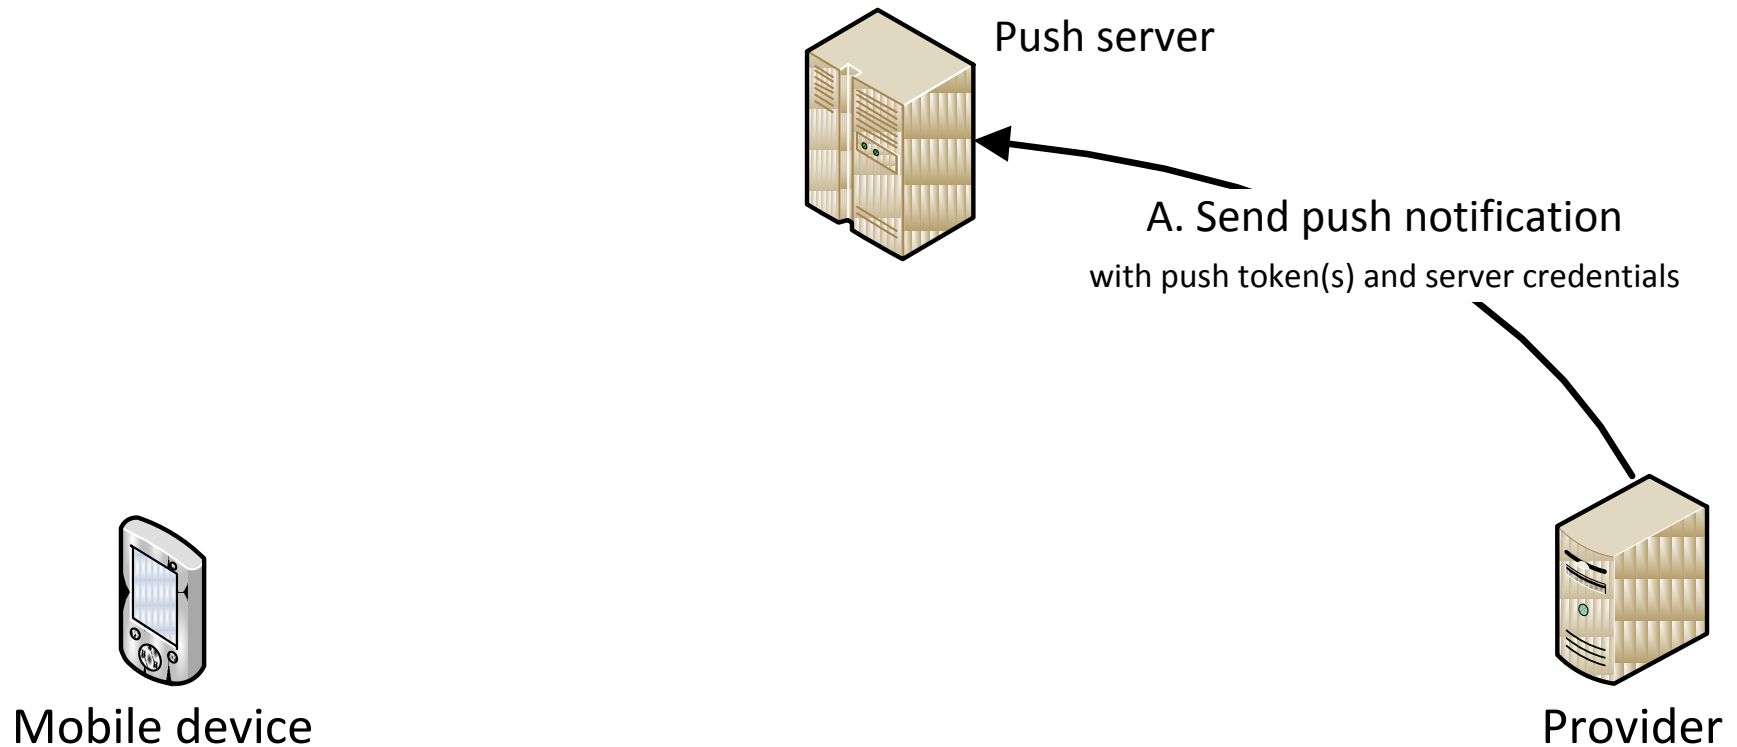 Push server
A. Send push notification
with push token(s) and server credentials
Mobile device
Provider